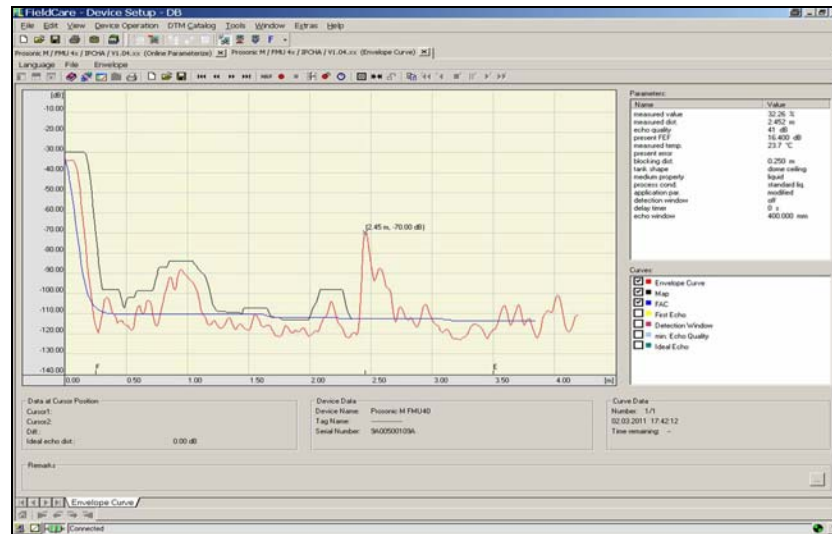 FieldCare - Device Setup - DB
File Edit View Device Operation DTM Catalog Tools Window Extras Help
Prosonic M / FMU 4x / IPCHA / V1.04.xx (Online Parameterize) Prosonic M / FMU 4x / IPCHA / V1.04.xx (Envelope Curve)
Language File Envelope
[dB]
-10.00
-20.00
-30.00
-40.00
-50.00
-60.00
-70.00
-80.00
-90.00
-100.00
-110.00
-120.00
-130.00
-140.00
(2.45 m, -70.00 dB)
F E
0.00 0.50 1.00 1.50 2.00 2.50 3.00 3.50 4.00 [m]
Parameters:
Name Value
measured value 32.26 %
measured dist. 2.452 m
echo quality 41 dB
present FEF 16.400 dB
measured temp. 23.7 °C
present error
blocking dist. 0.250 m
tank shape dome ceiling
medium property liquid
process cond. standard liq.
application par. modified
detection window off
delay timer 0 s
echo window 400.000 mm
Curves:
Envelope Curve
Map
FAC
First Echo
Detection Window
min. Echo Quality
Ideal Echo
Data at Cursor Position
Cursor1:
Cursor2:
Diff.:
Ideal echo dist.: 0.00 dB
Device Data
Device Name: Prosonic M FMU40
Tag Name: ----------
Serial Number: 9A00500109A
Curve Data
Number: 1/1
02.03.2011 17:42:12
Time remaining: --
Remarks
...
Envelope Curve
Connected